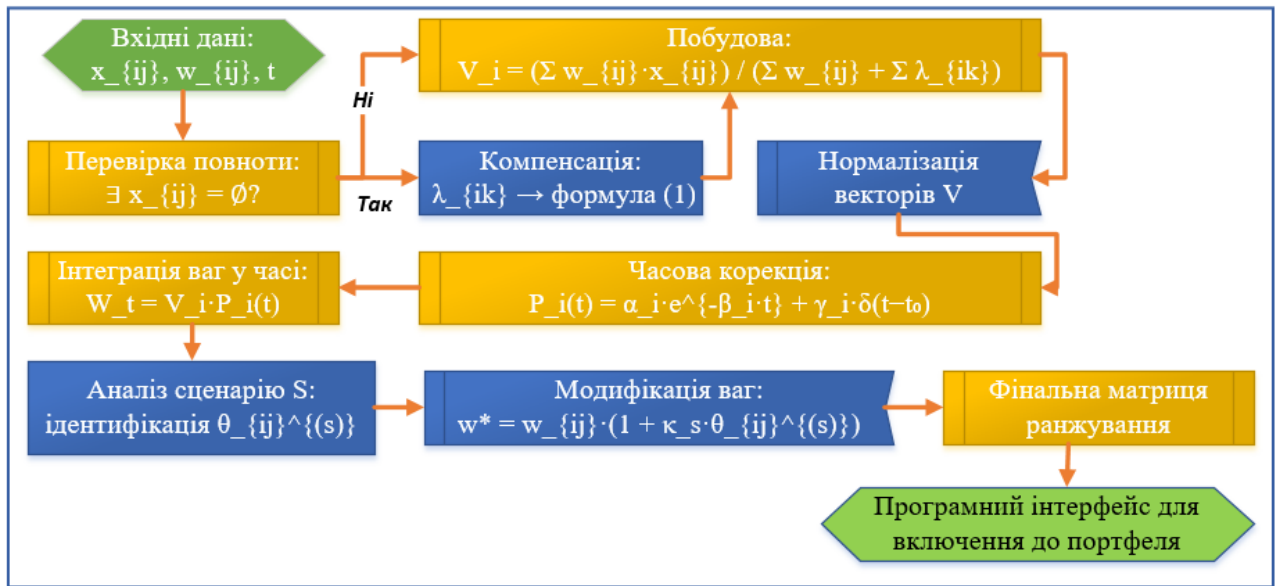 Вхідні дані:
x_{ij}, w_{ij}, t
Ні
Побудова:
V_i = (Σ w_{ij}·x_{ij}) / (Σ w_{ij} + Σ λ_{ik})
Перевірка повноти:
∃ x_{ij} = Ø?
Так
Компенсація:
λ_{ik} → формула (1)
Нормалізація
векторів V
Інтеграція ваг у часі:
W_t = V_i·P_i(t)
Часова корекція:
P_i(t) = α_i·e^{-β_i·t} + γ_i·δ(t−t₀)
Аналіз сценарію S:
ідентифікація θ_{ij}^{(s)}
Модифікація ваг:
w* = w_{ij}·(1 + κ_s·θ_{ij}^{(s)})
Фінальна матриця
ранжування
Програмний інтерфейс для
включення до портфеля